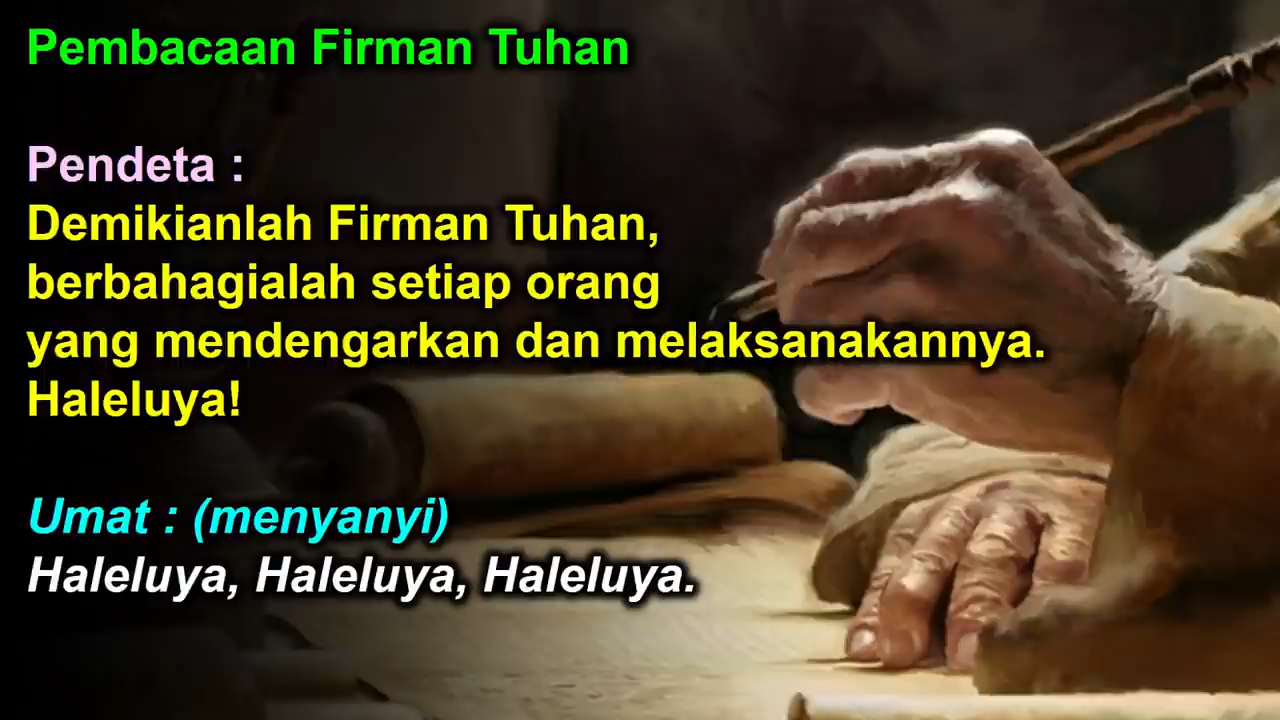 Pembacaan Firman Tuhan
Pendeta :
Demikianlah Firman Tuhan,
berbahagialah setiap orang
yang mendengarkan dan melaksanakannya.
Haleluya!
Umat : (menyanyi)
Haleluya, Haleluya, Haleluya.